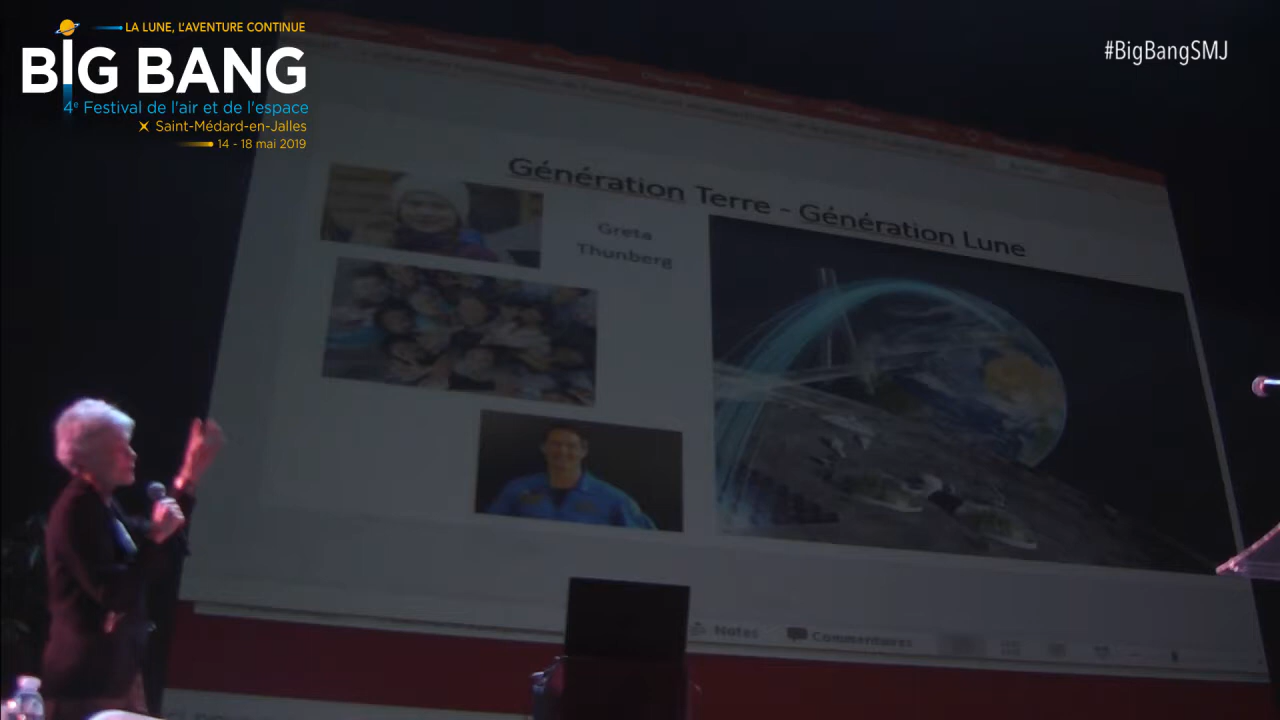 LA LUNE, L'AVENTURE CONTINUE
BIG BANG
4e Festival de l'air et de l'espace
Saint-Médard-en-Jalles
14 - 18 mai 2019
#BigBangSMJ
Génération Terre - Génération Lune
Greta
Thunberg
Notes
Commentaires